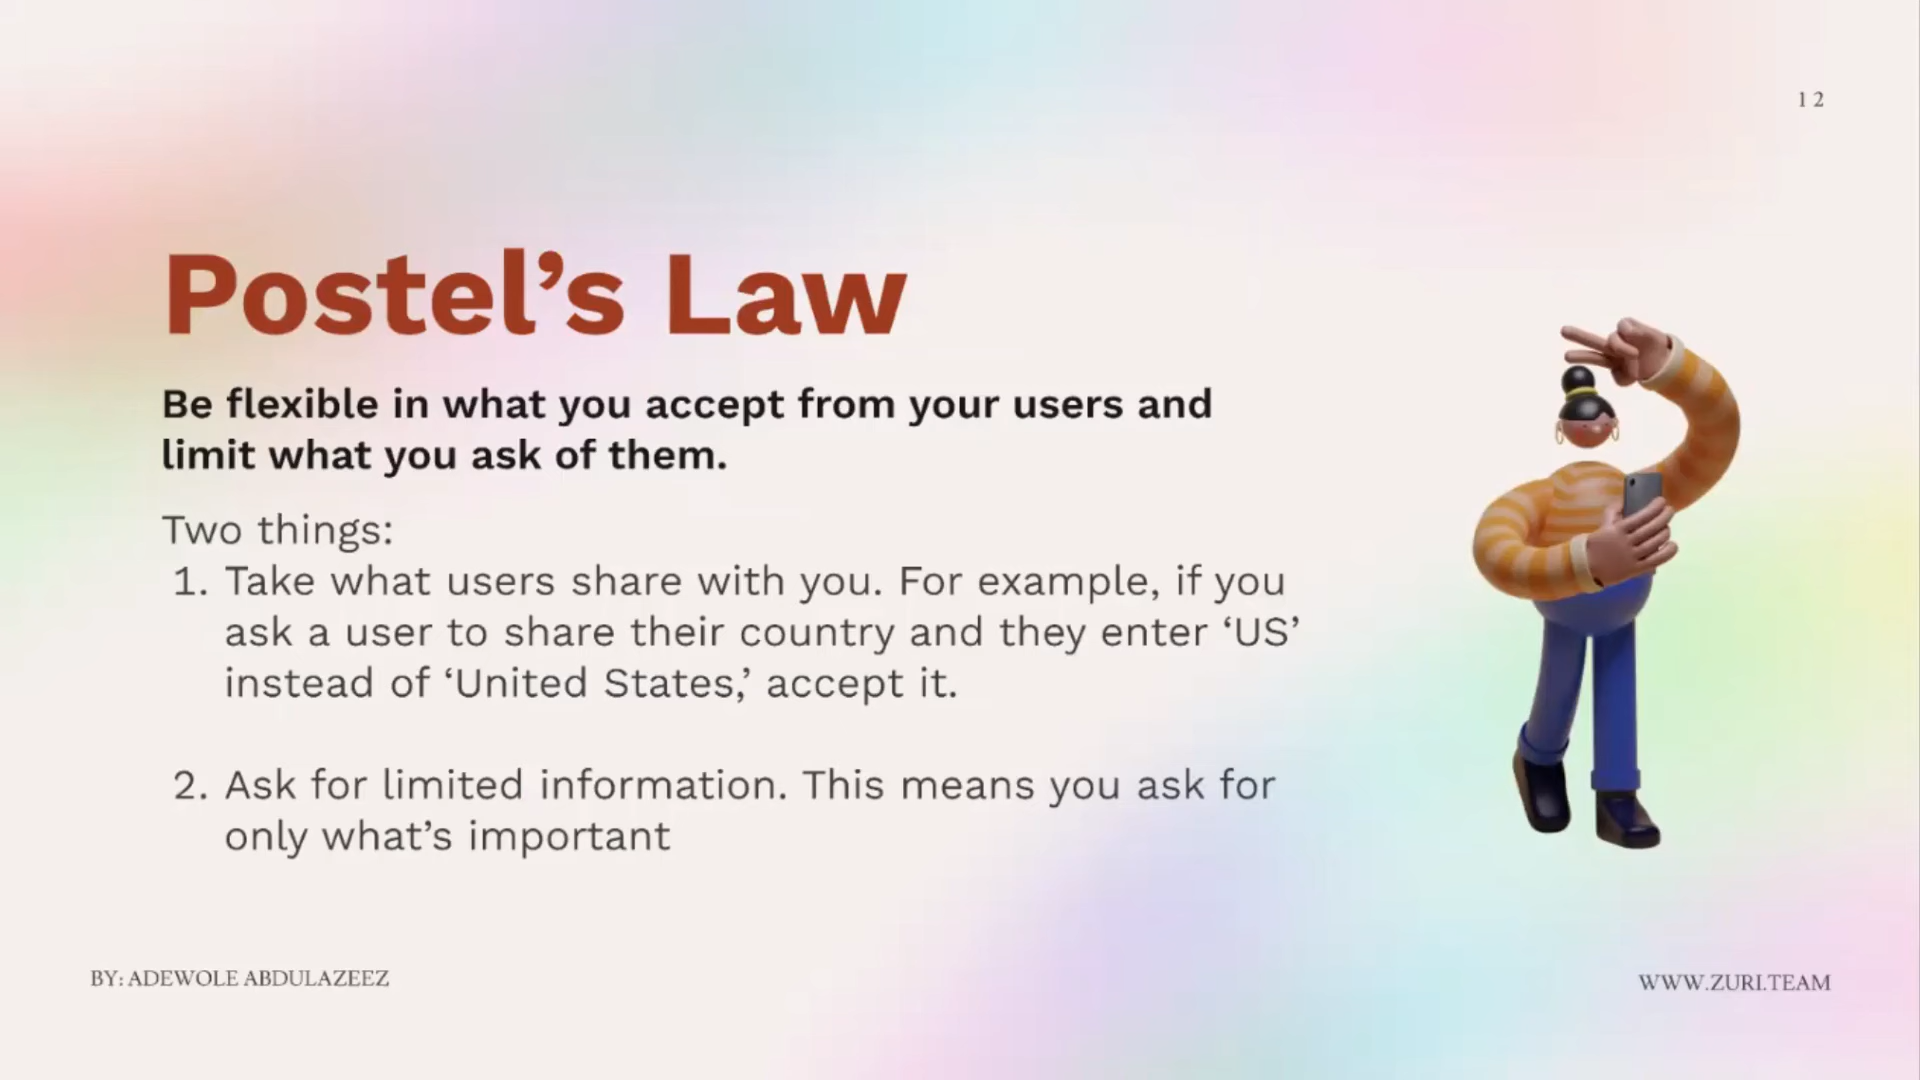 12
Postel’s Law
Be flexible in what you accept from your users and
limit what you ask of them.
Two things:
1. Take what users share with you. For example, if you
ask a user to share their country and they enter ‘US’
instead of ‘United States,’ accept it.
2. Ask for limited information. This means you ask for
only what’s important
BY: ADEWOLE ABDULAZEEZ
WWW.ZURI.TEAM